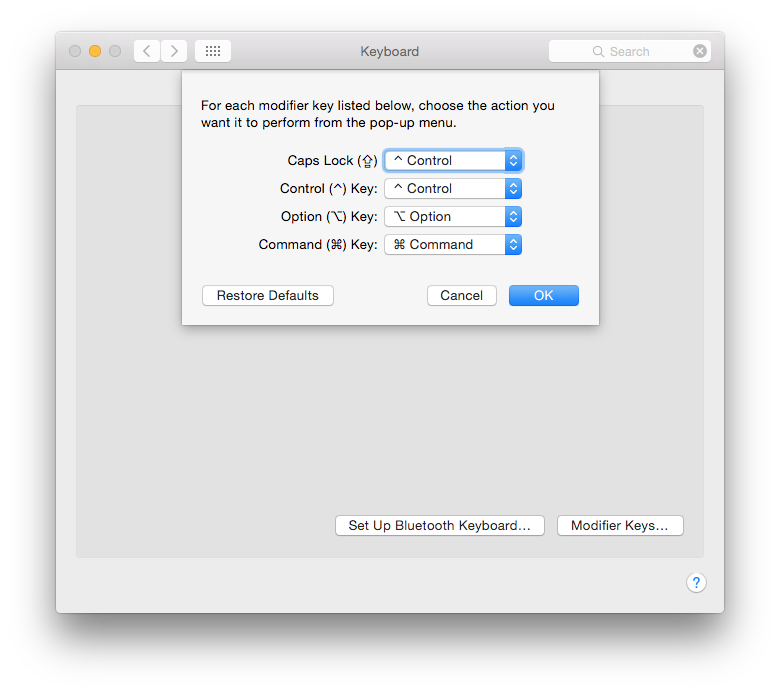 Keyboard
Search
For each modifier key listed below, choose the action you
want it to perform from the pop-up menu.
Caps Lock (⇪) ^ Control
Control (^) Key: ^ Control
Option (⌥) Key: ⌥ Option
Command (⌘) Key: ⌘ Command
Restore Defaults Cancel OK
Set Up Bluetooth Keyboard... Modifier Keys...
?